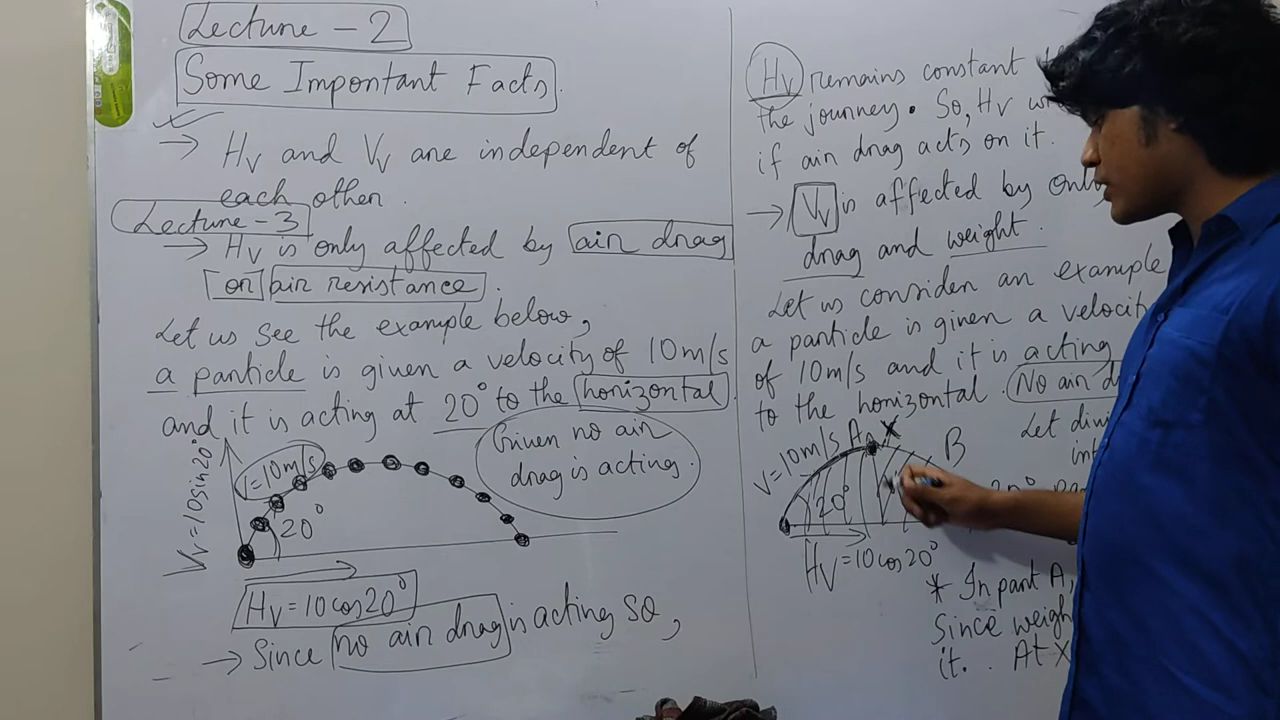 Lecture - 2
Some Important Facts.
→ Hv and Vv are independent of
each other.
Lecture - 3
→ Hv is only affected by air drag
or air resistance.
Let us see the example below,
a particle is given a velocity of 10m/s
and it is acting at 20° to the horizontal.
Given no air
drag is acting.
V=10m/s
Vv = 10sin20°
20°
Hv = 10cos20°
→ Since no air drag is acting so,
Hv remains constant
the journey. So, Hv
if air drag acts on it.
→ Vv is affected by only
drag and weight.
Let us consider an example
a particle is given a velocity
of 10m/s and it is acting
to the horizontal. No air
Let
V=10m/s A X
B
20°
20°
Hv = 10cos20°
* In part A,
Since
it. At X